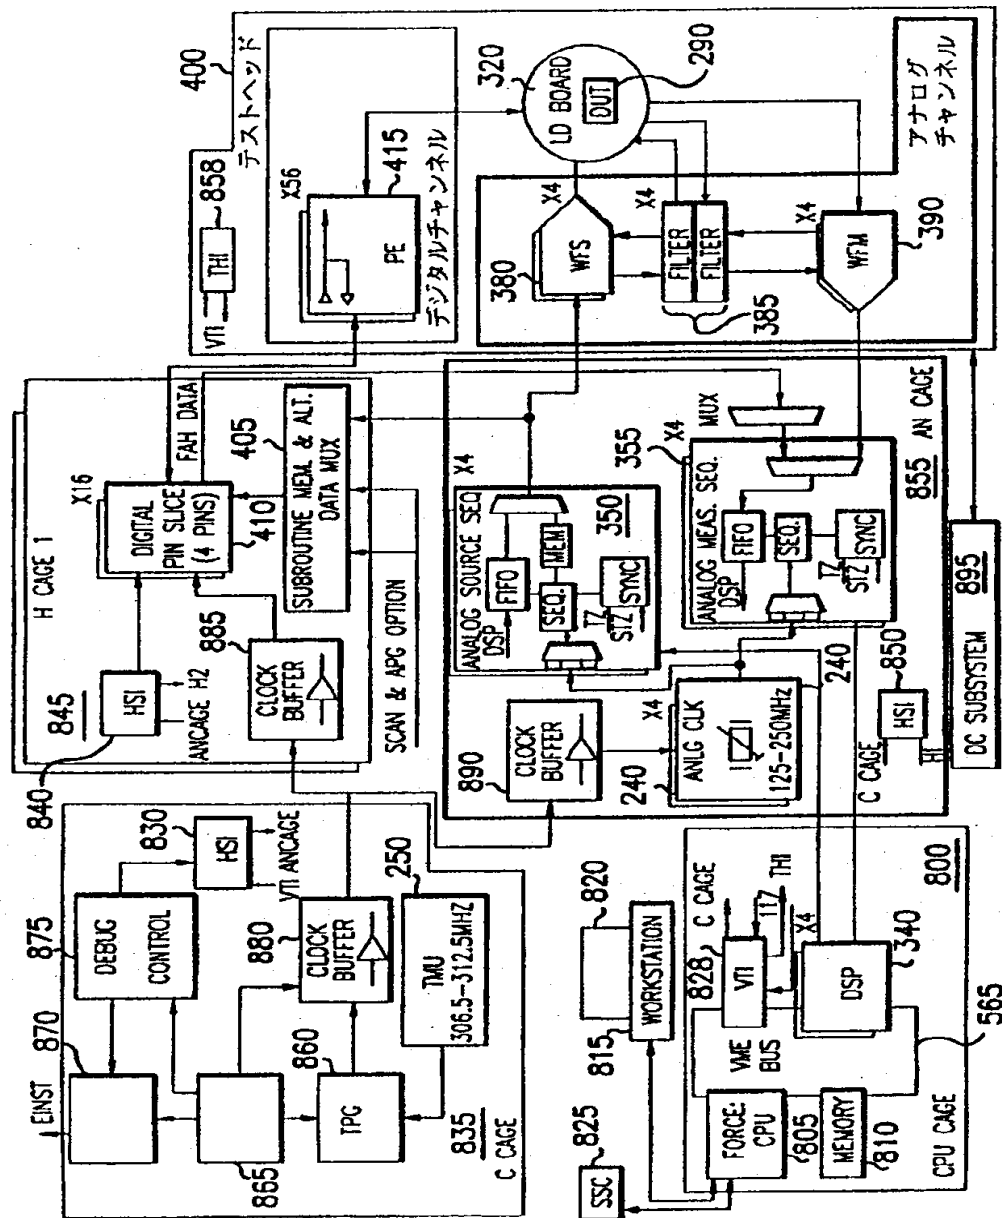 EINST
870
875
DEBUG
CONTROL
830
HSI
VTI ANCAGE
865
880
CLOCK
BUFFER
860
TPG
250
TMU
306.5-312.5MHZ
835
C CAGE
H CAGE 1
845
840
HSI
ANCAGE
H2
X16
DIGITAL
PIN SLICE
(4 PINS)
410
FAH DATA
885
CLOCK
BUFFER
405
SUBROUTINE MEM. & ALT.
DATA MUX
SCAN & APG OPTION
400
テストヘッド
858
THI
VTI
X56
415
PE
デジタルチャンネル
320
LD BOARD
DUT
290
380
X4
WFS
X4
FILTER
FILTER
385
X4
WFM
390
アナログ
チャンネル
X4
ANALOG SOURCE SEQ.
350
DSP
FIFO
MEM
SEQ.
TZ
STZ
SYNC
MUX
X4
355
ANALOG MEAS. SEQ.
DSP
FIFO
SEQ.
TZ
STZ
SYNC
890
CLOCK
BUFFER
240
X4
ANLG CLK
125-250MHZ
240
850
HSI
C CAGE
H1
855
AN CAGE
895
DC SUBSYSTEM
825
SSC
815
820
WORKSTATION
800
828
C CAGE
VTI
117
THI
VME
BUS
X4
DSP
340
FORCE:
CPU
805
MEMORY
810
565
CPU CAGE